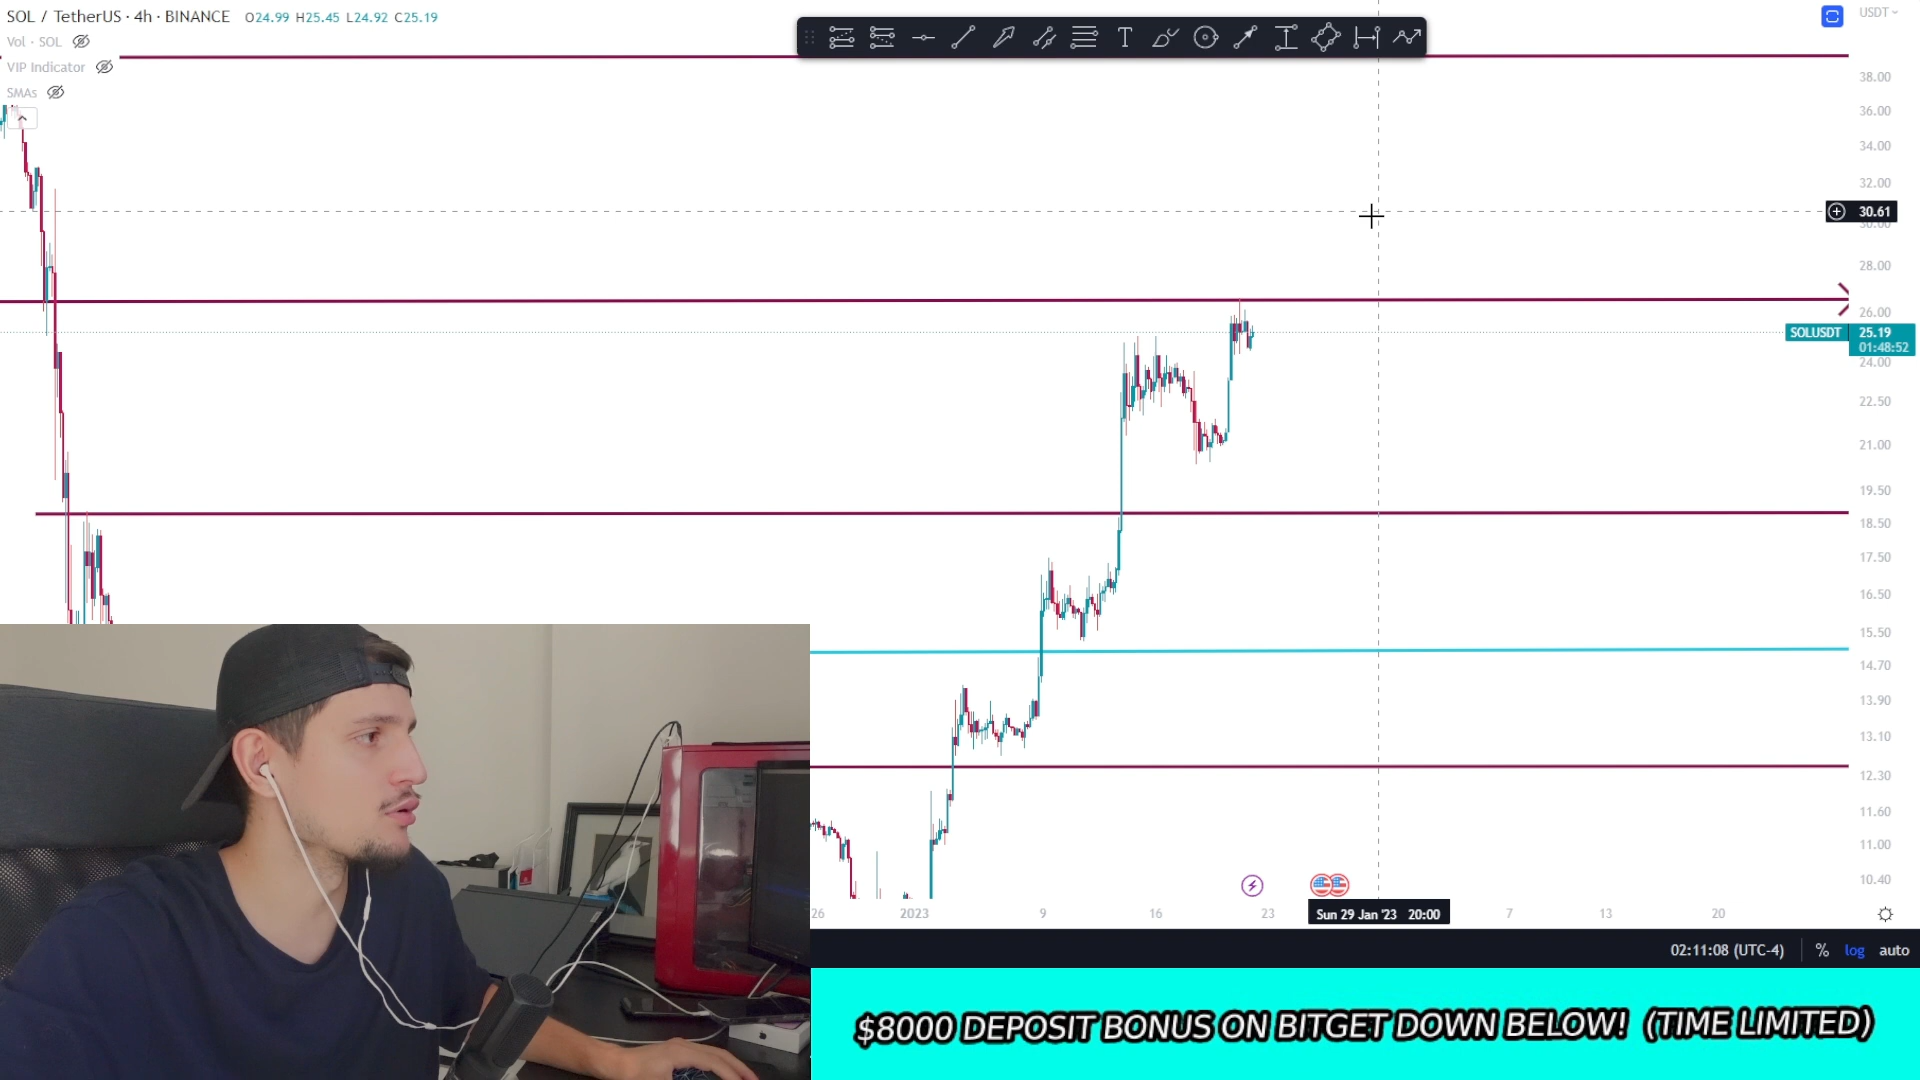 SOL / TetherUS · 4h · BINANCE O24.99 H25.45 L24.92 C25.19
USDT
Vol · SOL
VIP Indicator
SMAs
T
38.00
36.00
34.00
32.00
30.61
30.00
28.00
26.00
SOLUSDT 25.19
01:48:52
24.00
22.50
21.00
19.50
18.50
17.50
16.50
15.50
14.70
13.90
13.10
12.30
11.60
11.00
10.40
26 2023 9 16 23 Sun 29 Jan '23 20:00 7 13 20
02:11:08 (UTC-4) % log auto
$8000 DEPOSIT BONUS ON BITGET DOWN BELOW! (TIME LIMITED)